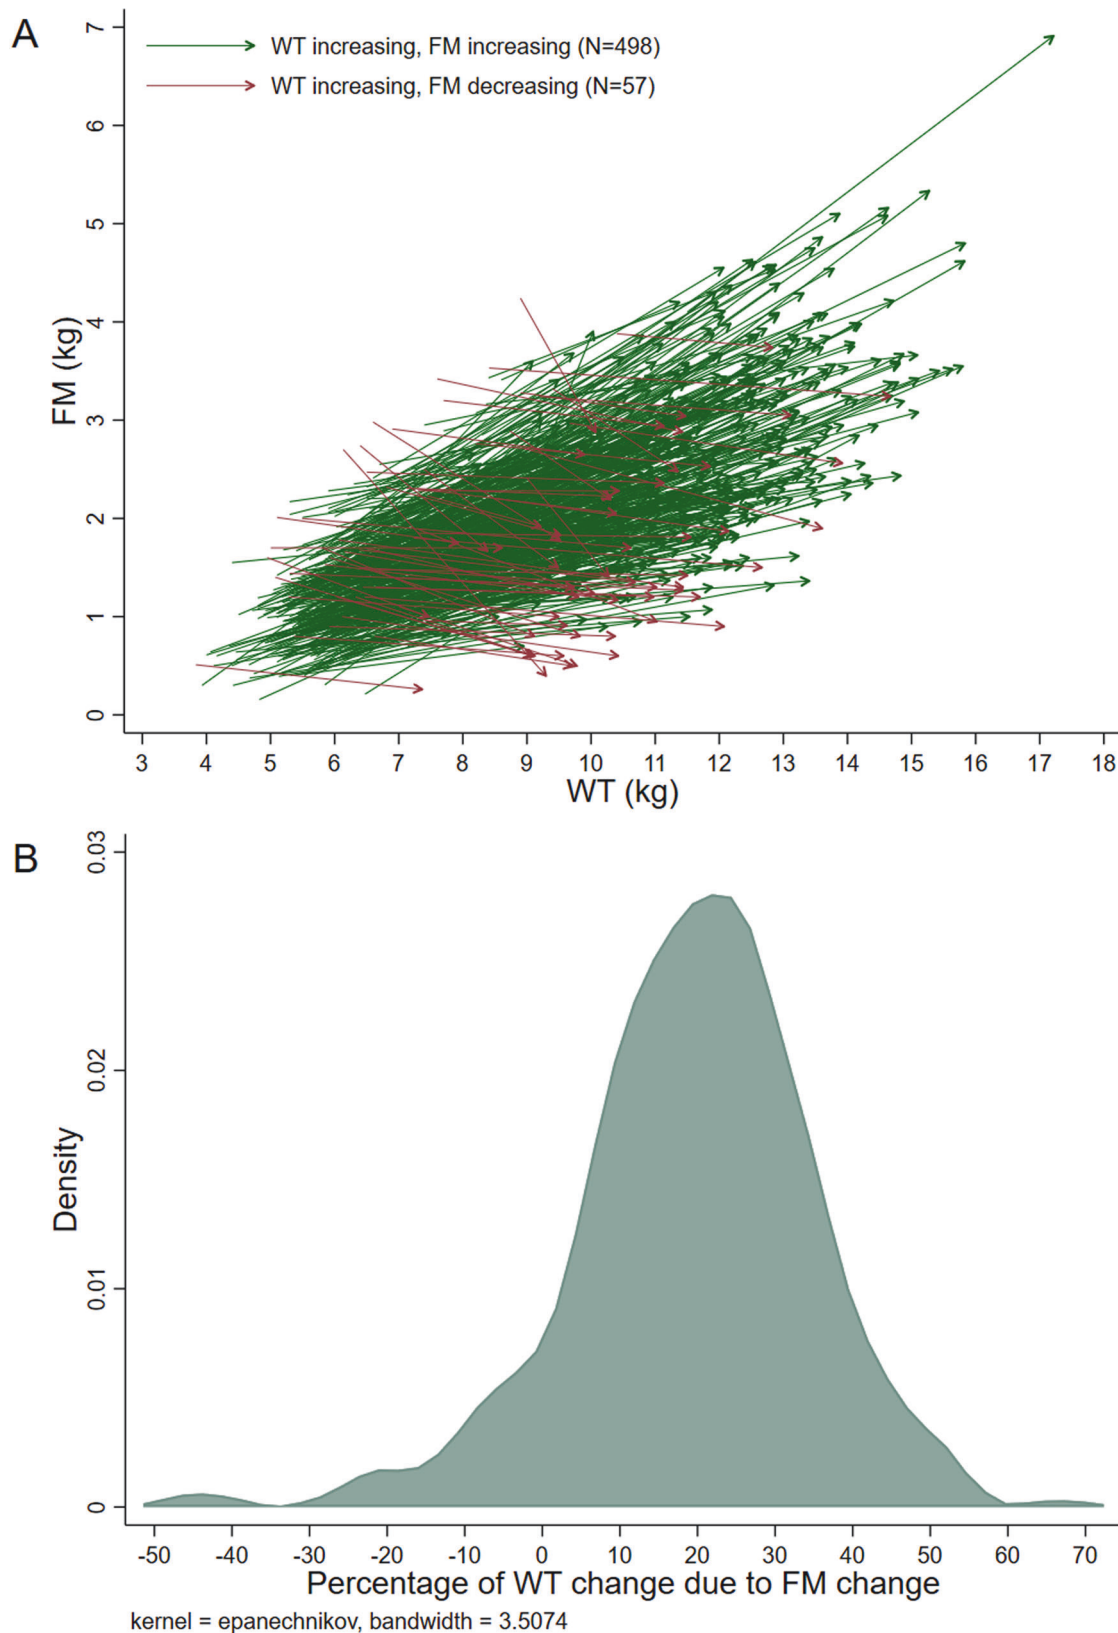 A
WT increasing, FM increasing (N=498)
WT increasing, FM decreasing (N=57)
7
6
5
4
3
2
1
0
FM (kg)
3 4 5 6 7 8 9 10 11 12 13 14 15 16 17 18
WT (kg)
B
0.03
0.02
0.01
0
Density
-50 -40 -30 -20 -10 0 10 20 30 40 50 60 70
Percentage of WT change due to FM change
kernel = epanechnikov, bandwidth = 3.5074